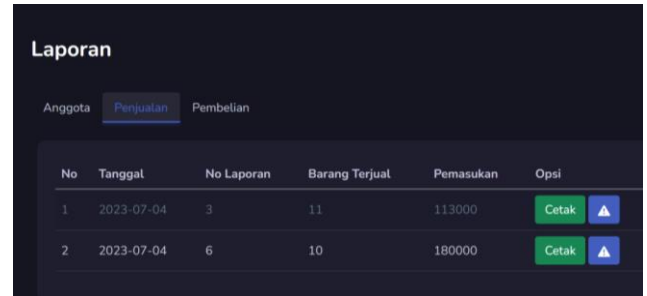 Laporan
Anggota Penjualan Pembelian
No Tanggal No Laporan Barang Terjual Pemasukan Opsi
1 2023-07-04 3 11 113000 Cetak
2 2023-07-04 6 10 180000 Cetak